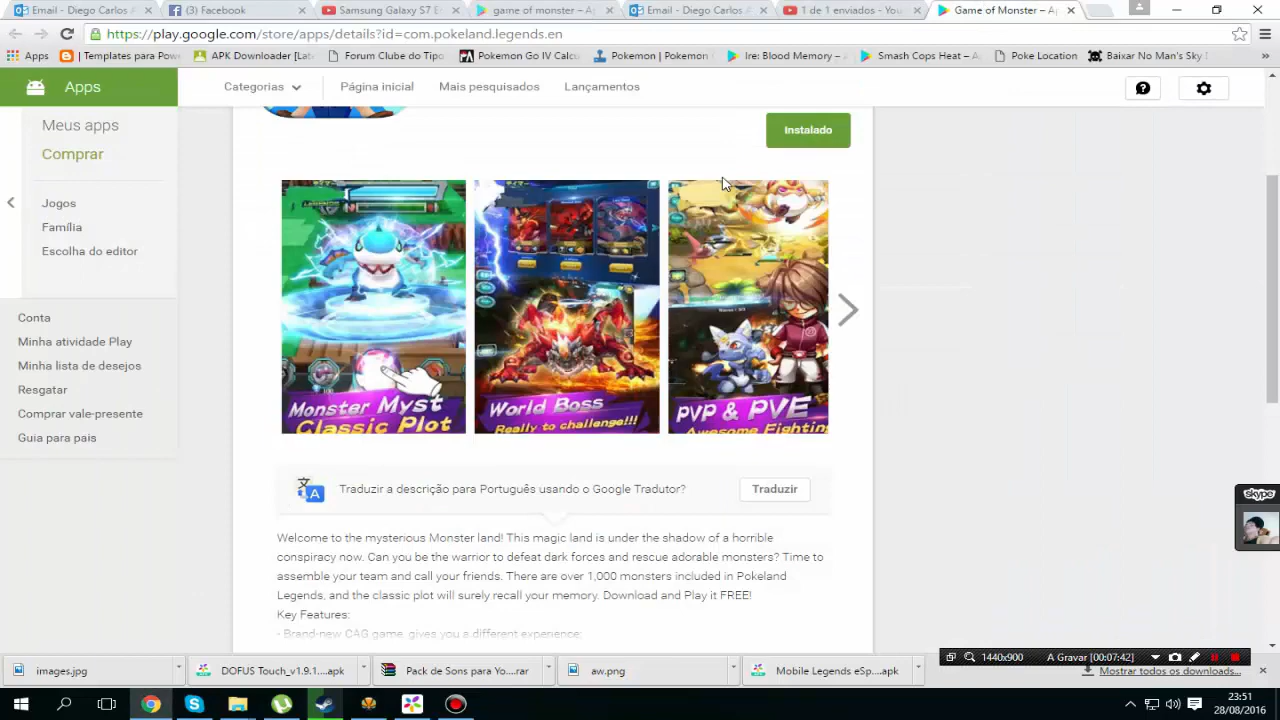 Email - Diego Carlos A
(3) Facebook
Samsung Galaxy S7 E
game of monster – A
Email - Diego Carlos A
1 de 1 enviados - You
Game of Monster – A
https://play.google.com/store/apps/details?id=com.pokeland.legends.en
Apps
| Templates para Pow
APK Downloader [Lat
Forum Clube do Tipo
Pokemon Go IV Calcu
Pokemon | Pokemon
Ire: Blood Memory –
Smash Cops Heat – A
Poke Location
Baixar No Man's Sky
Apps
Categorias
Página inicial
Mais pesquisados
Lançamentos
Meus apps
Comprar
Jogos
Família
Escolha do editor
Conta
Minha atividade Play
Minha lista de desejos
Resgatar
Comprar vale-presente
Guia para pais
Instalado
Monster Myst
Classic Plot
World Boss
Really to challenge!!!
PVP & PVE
Awesome Fightin
Traduzir a descrição para Português usando o Google Tradutor?
Traduzir
Welcome to the mysterious Monster land! This magic land is under the shadow of a horrible
conspiracy now. Can you be the warrior to defeat dark forces and rescue adorable monsters? Time to
assemble your team and call your friends. There are over 1,000 monsters included in Pokeland
Legends, and the classic plot will surely recall your memory. Download and Play it FREE!
Key Features:
- Brand-new CAG game, gives you a different experience;
skype
1440x900
A Gravar [00:07:42]
images.jpg
DOFUS Touch_v1.9.1....apk
Pack de Sons para Yo....rar
aw.png
Mobile Legends eSp....apk
Mostrar todos os downloads...
23:51
28/08/2016